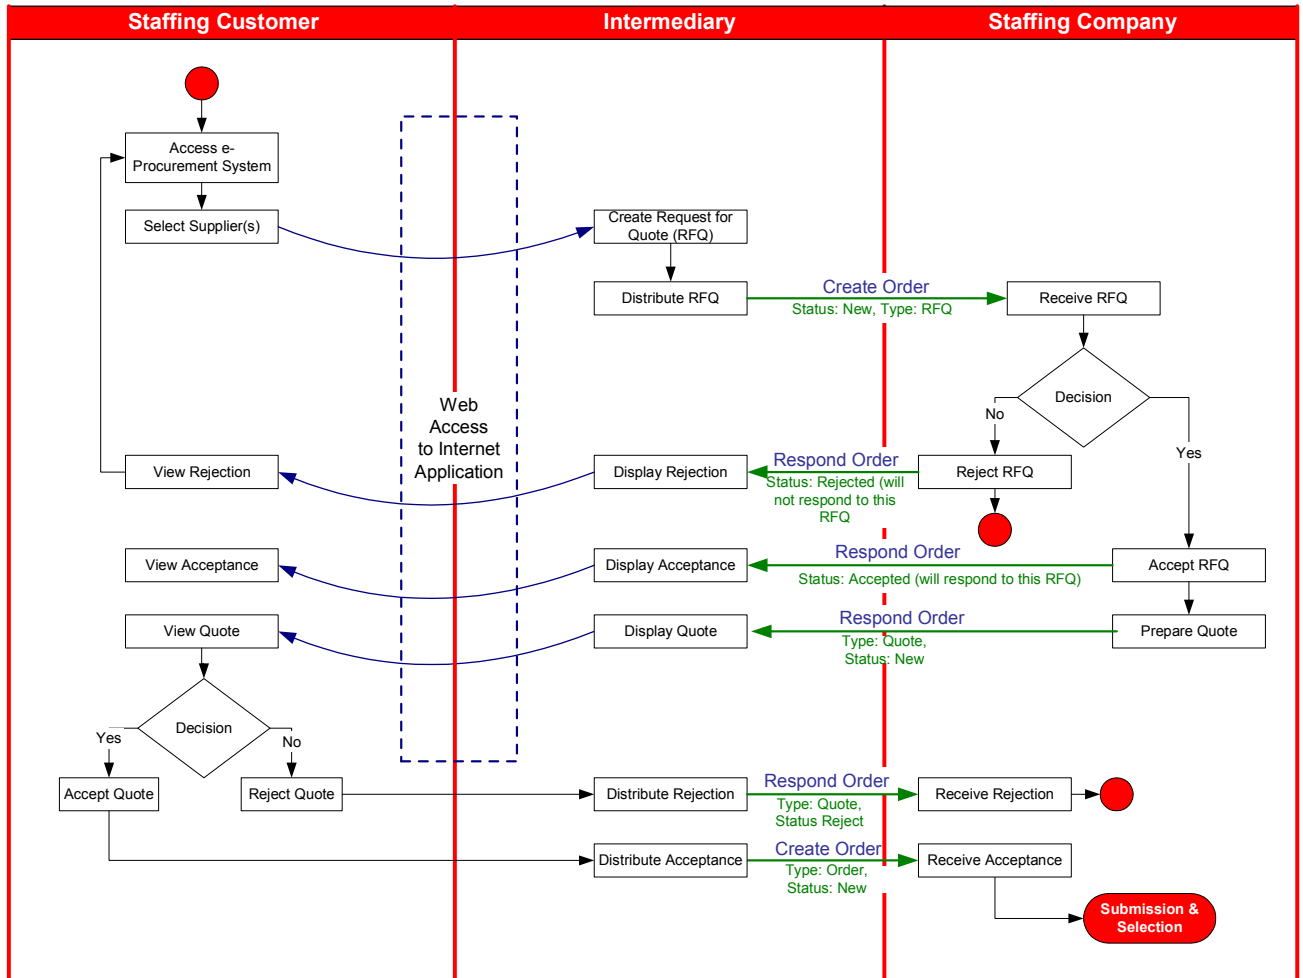 Staffing Customer
Intermediary
Staffing Company
Access e-
Procurement System
Select Supplier(s)
Create Request for
Quote (RFQ)
Distribute RFQ
Create Order
Status: New, Type: RFQ
Receive RFQ
Decision
No
Yes
Web
Access
to Internet
Application
View Rejection
Display Rejection
Respond Order
Status: Rejected (will
not respond to this
RFQ
Reject RFQ
View Acceptance
Display Acceptance
Respond Order
Status: Accepted (will respond to this RFQ)
Accept RFQ
View Quote
Display Quote
Respond Order
Type: Quote,
Status: New
Prepare Quote
Decision
Yes
No
Accept Quote
Reject Quote
Distribute Rejection
Respond Order
Type: Quote,
Status Reject
Receive Rejection
Distribute Acceptance
Create Order
Type: Order,
Status: New
Receive Acceptance
Submission &
Selection